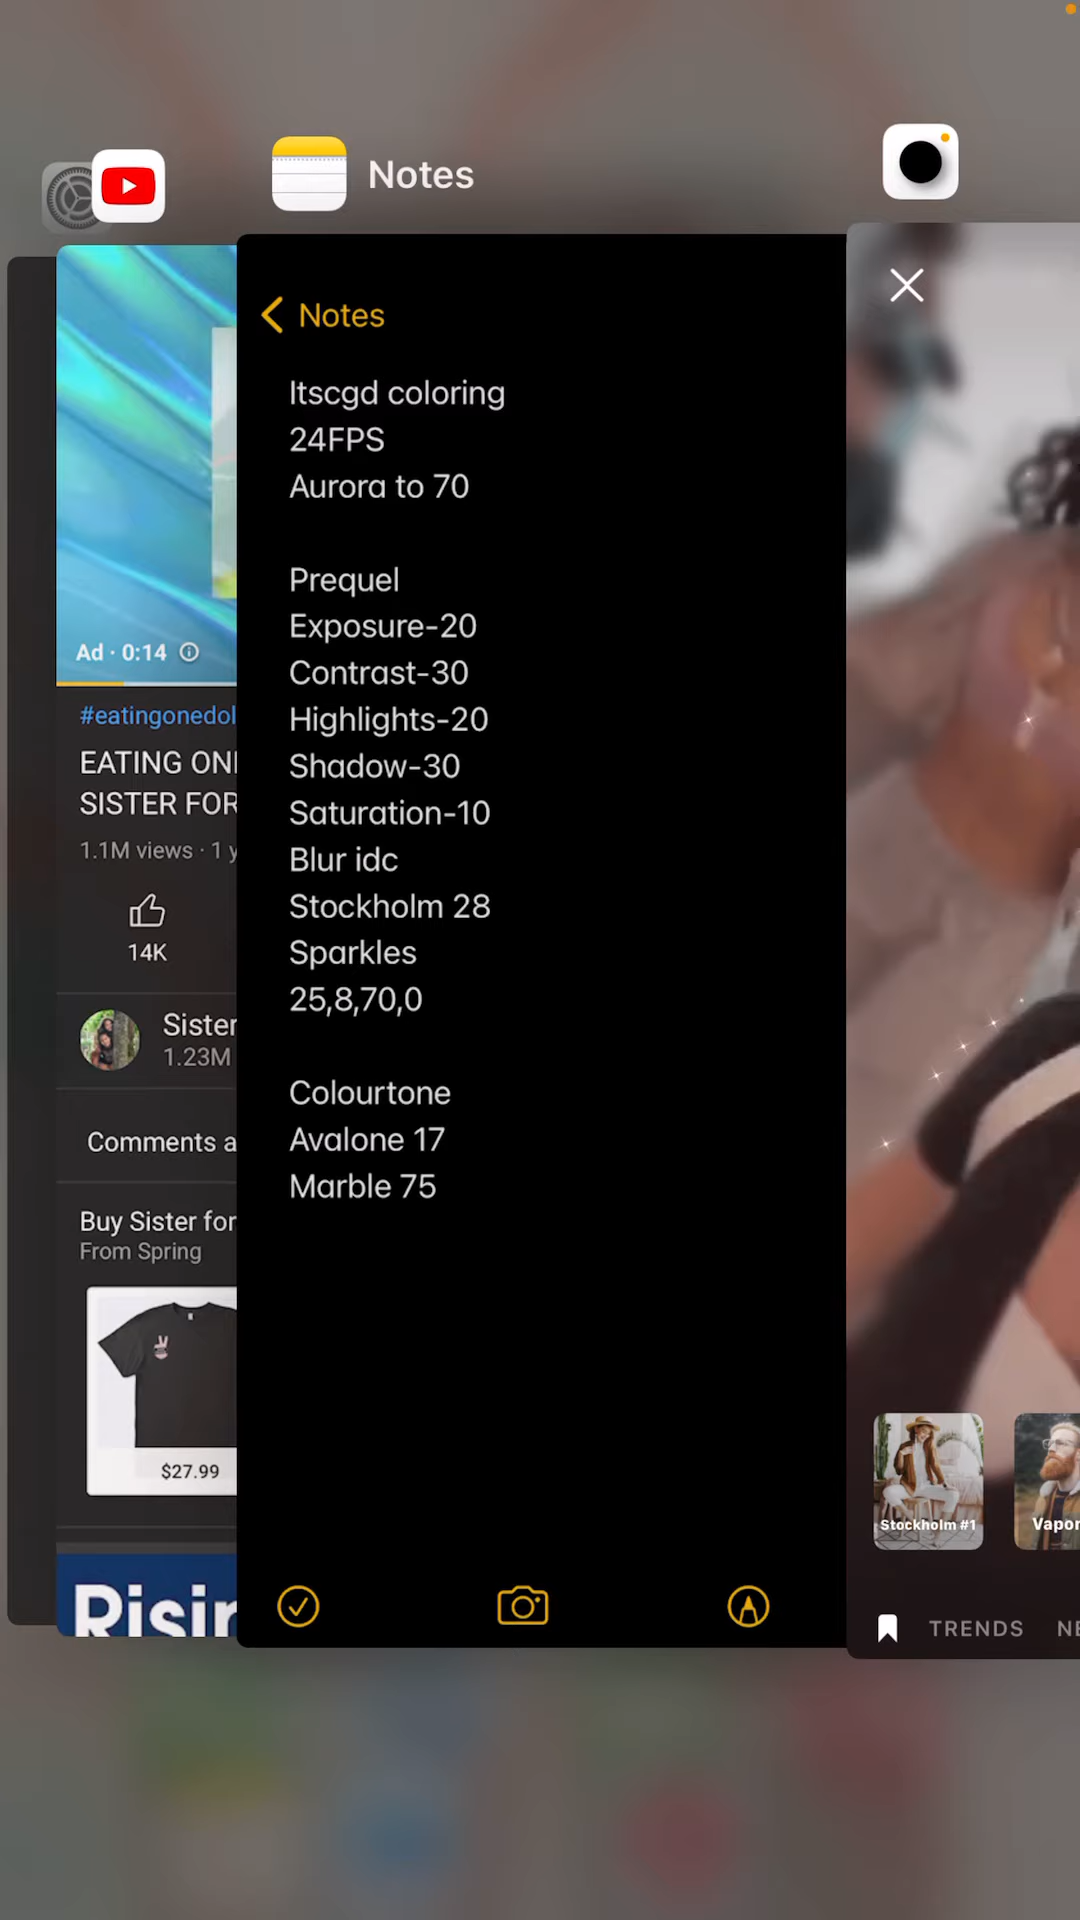 Notes
Notes
Itscgd coloring
24FPS
Aurora to 70
Prequel
Exposure-20
Contrast-30
Highlights-20
Shadow-30
Saturation-10
Blur idc
Stockholm 28
Sparkles
25,8,70,0
Colourtone
Avalone 17
Marble 75
Ad · 0:14
#eatingonedol
EATING ON
SISTER FOR
1.1M views · 1 y
14K
Sister
1.23M
Comments a
Buy Sister for
From Spring
$27.99
Risin
Stockholm #1
Vapor
TRENDS NE